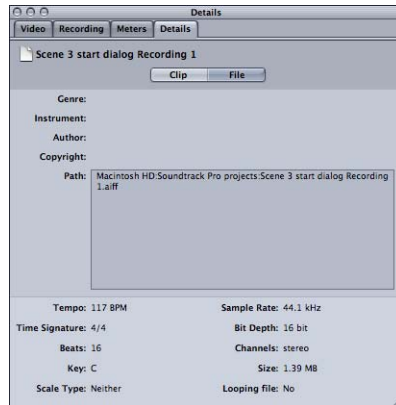 Details
Video Recording Meters Details
Scene 3 start dialog Recording 1
Clip File
Genre:
Instrument:
Author:
Copyright:
Path: Macintosh HD:Soundtrack Pro projects:Scene 3 start dialog Recording
1.aiff
Tempo: 117 BPM Sample Rate: 44.1 kHz
Time Signature: 4/4 Bit Depth: 16 bit
Beats: 16 Channels: stereo
Key: C Size: 1.39 MB
Scale Type: Neither Looping file: No